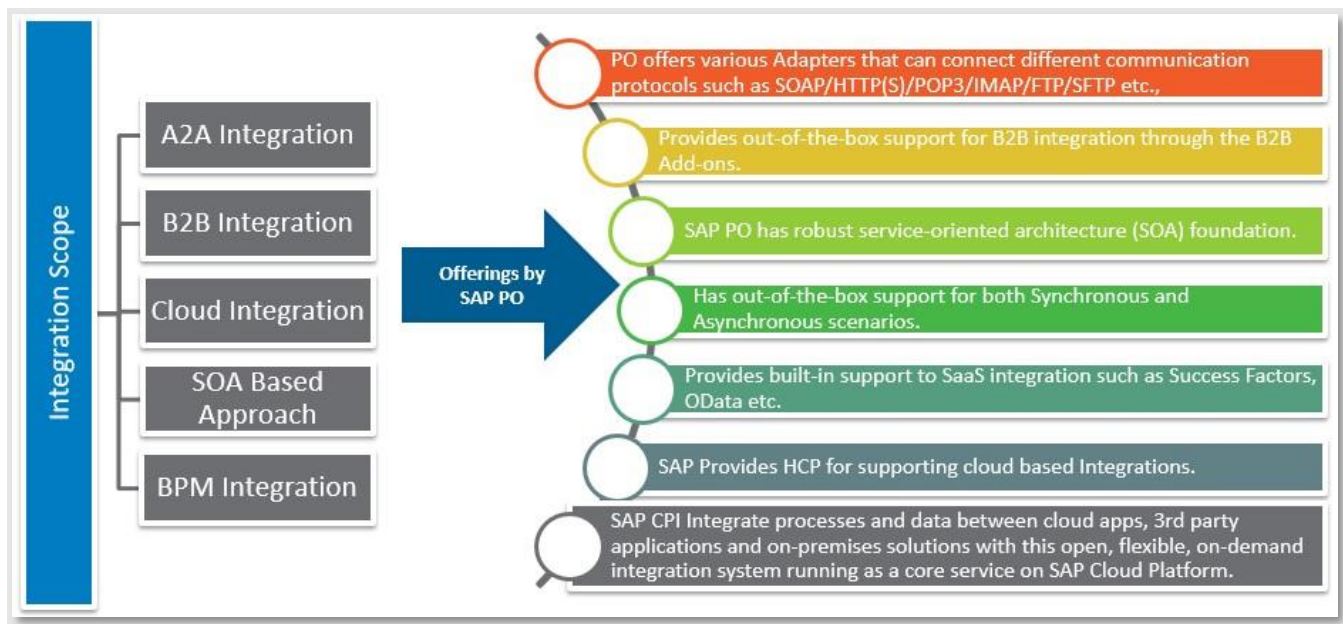 Integration Scope
A2A Integration
B2B Integration
Cloud Integration
SOA Based
Approach
BPM Integration
Offerings by
SAP PO
PO offers various Adapters that can connect different communication
protocols such as SOAP/HTTP(S)/POP3/IMAP/FTP/SFTP etc.,
Provides out-of-the-box support for B2B integration through the B2B
Add-ons.
SAP PO has robust service-oriented architecture (SOA) foundation.
Has out-of-the-box support for both Synchronous and
Asynchronous scenarios.
Provides built-in support to SaaS integration such as Success Factors,
OData etc.
SAP Provides HCP for supporting cloud based Integrations.
SAP CPI Integrate processes and data between cloud apps, 3rd party
applications and on-premises solutions with this open, flexible, on-demand
integration system running as a core service on SAP Cloud Platform.